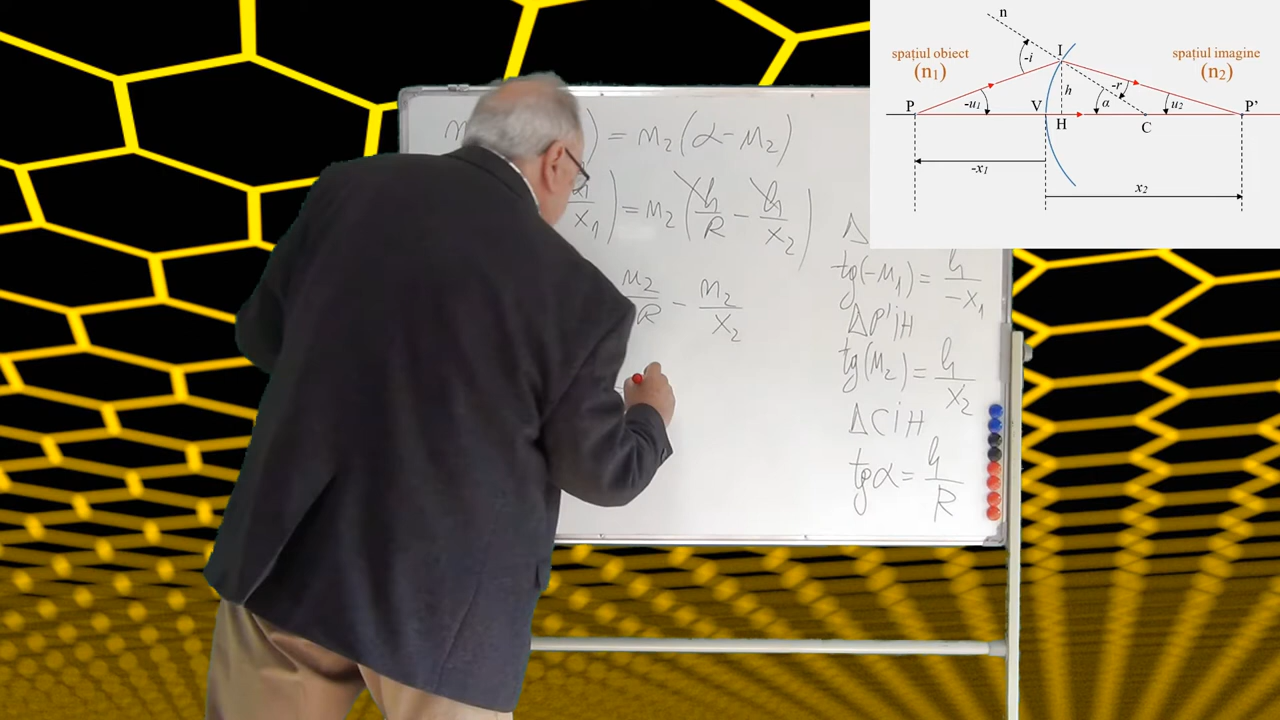 n
spațiul obiect
(n₁)
spațiul imagine
(n₂)
-i
I
-r
h
α
-u₁
u₂
P
V
H
C
P'
-x₁
x₂
) = n₂(α-u₂)
x₁) = n₂(h/R - h/x₂)
n₂/R - n₂/x₂
Δ
tg(-u₁) = h/-x₁
ΔP'iH
tg(u₂) = h/x₂
ΔCiH
tgα = h/R